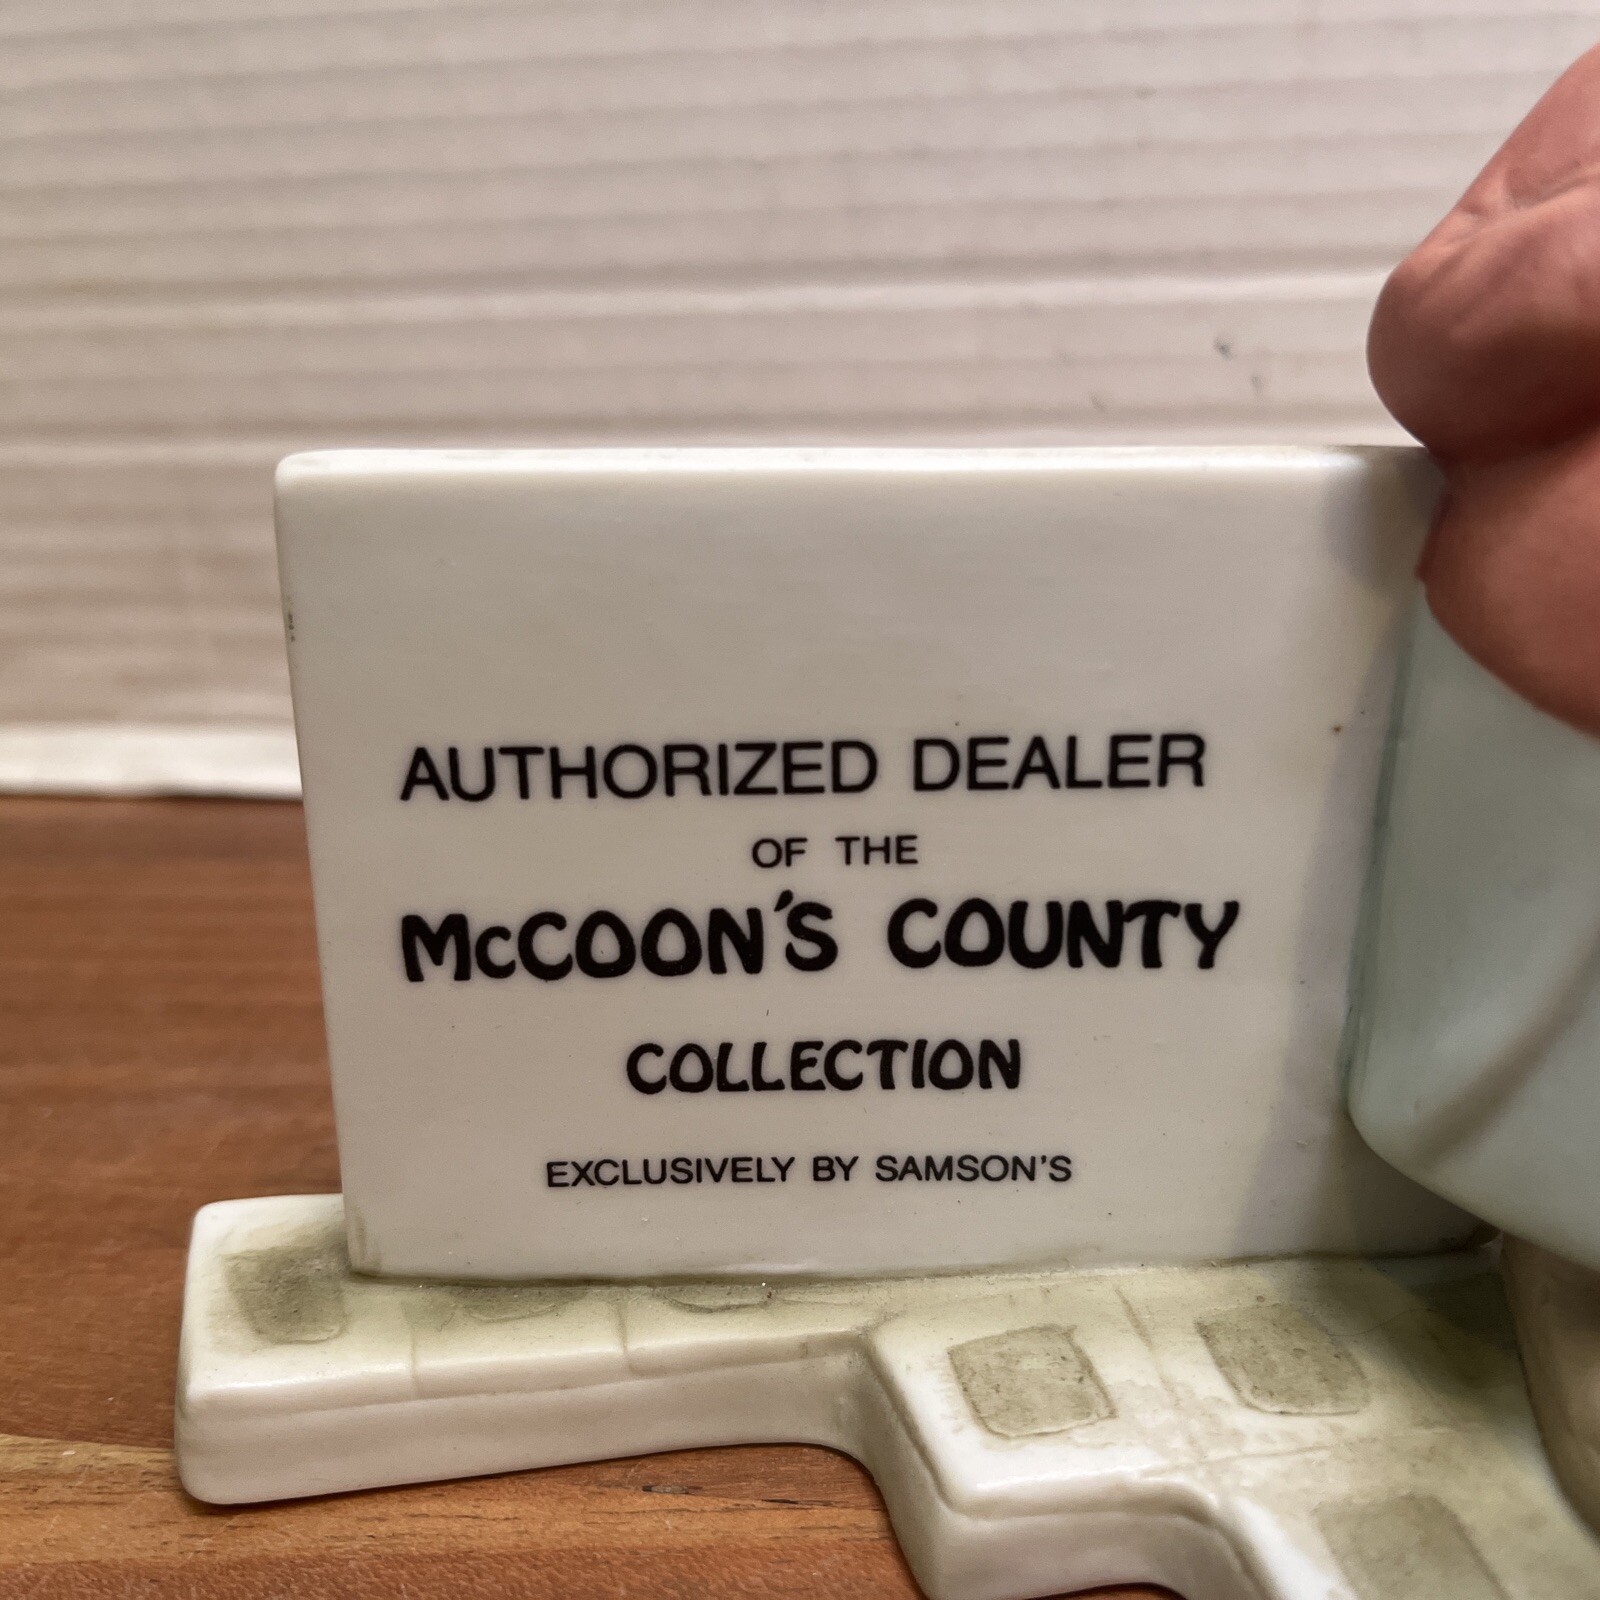 AUTHORIZED DEALER
OF THE
McCOON'S COUNTY
COLLECTION
EXCLUSIVELY BY SAMSON'S